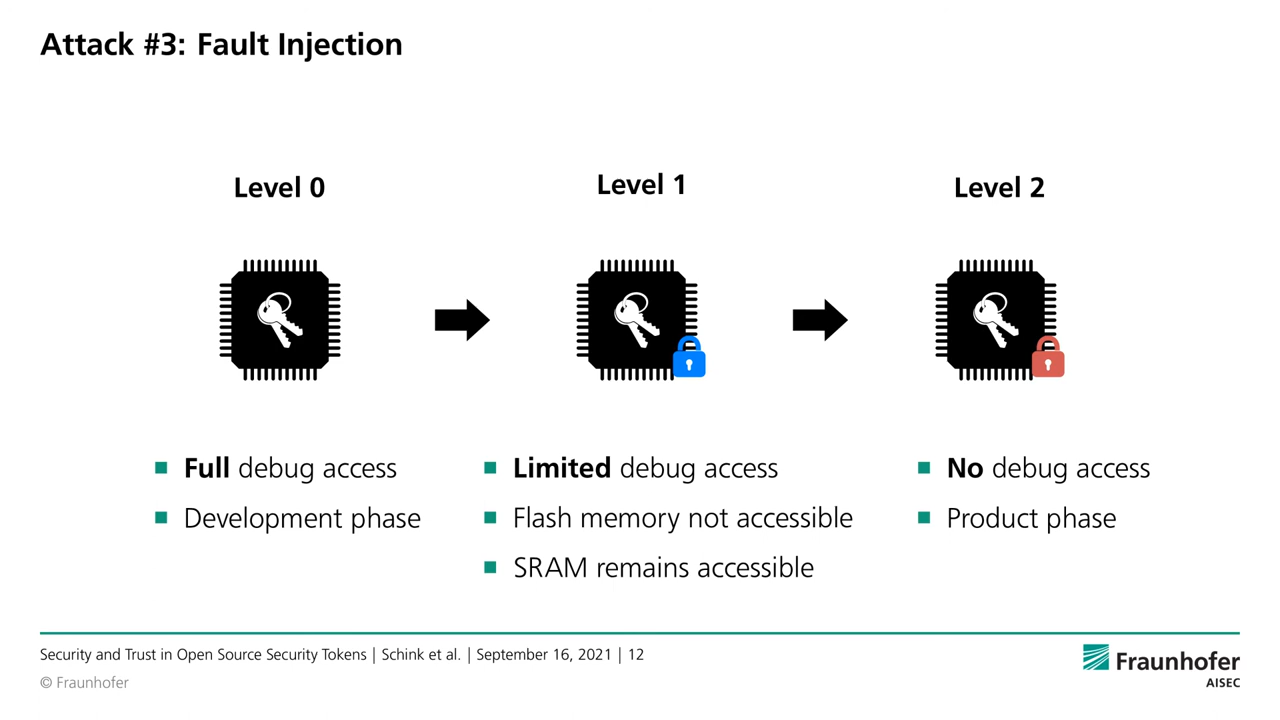 Attack #3: Fault Injection
Level 0
Level 1
Level 2
Full debug access
Development phase
Limited debug access
Flash memory not accessible
SRAM remains accessible
No debug access
Product phase
Security and Trust in Open Source Security Tokens | Schink et al. | September 16, 2021 | 12
© Fraunhofer
Fraunhofer
AISEC